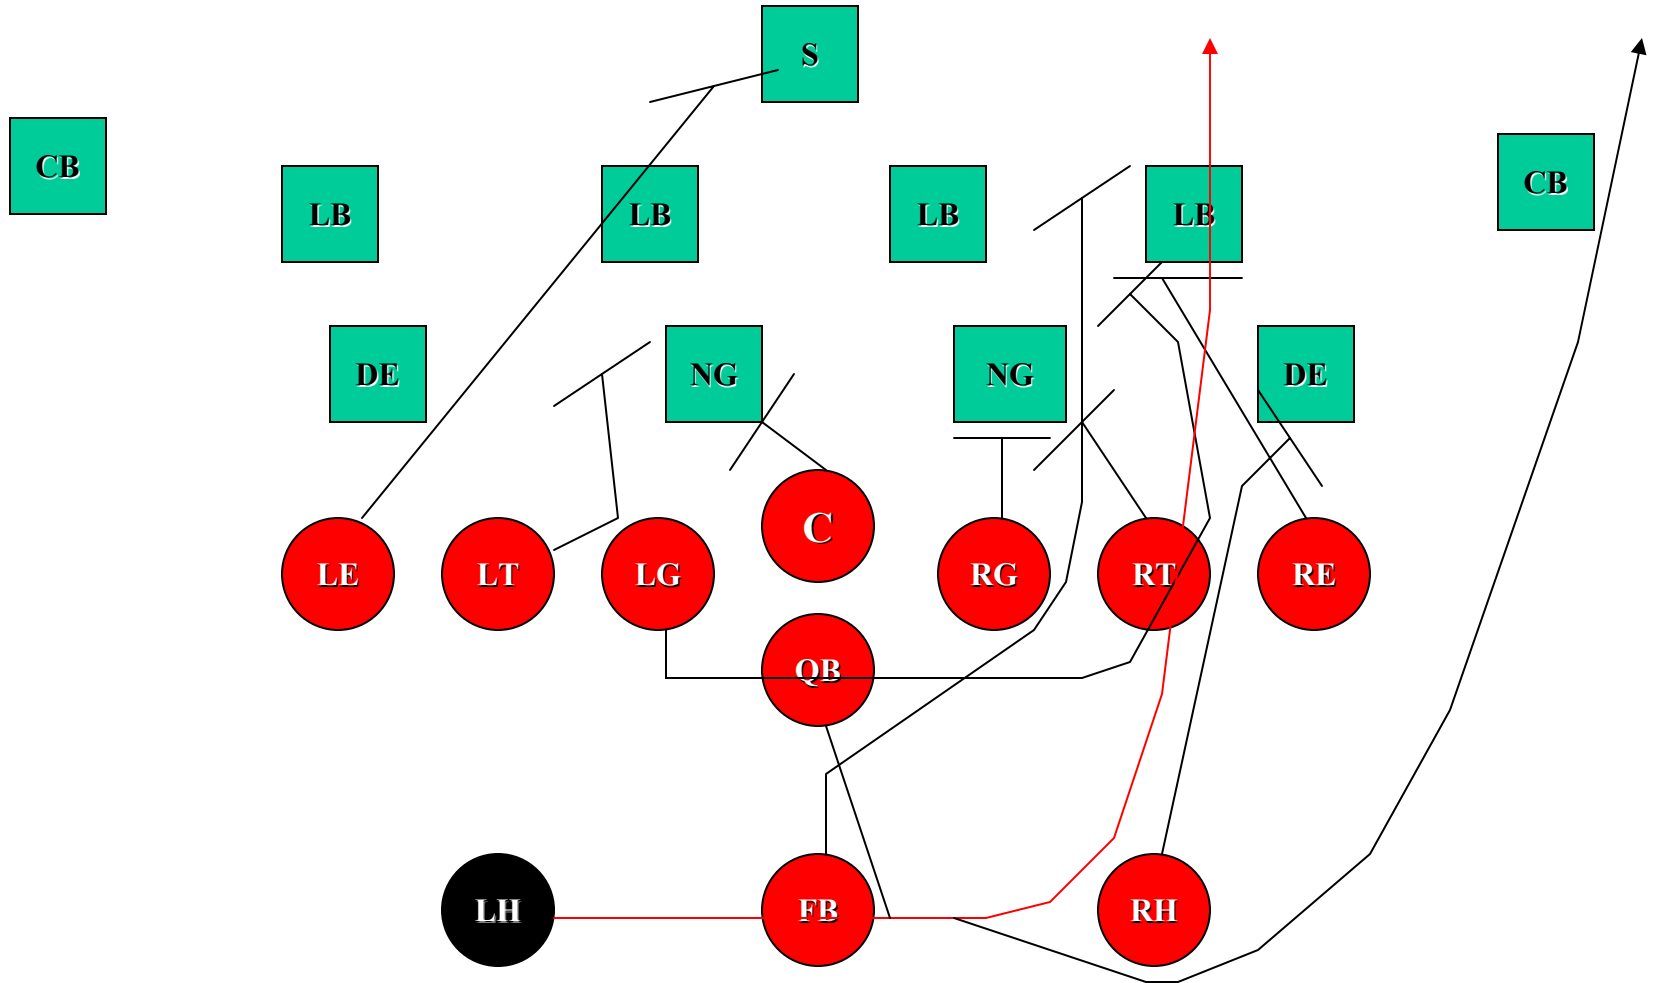 S
CB
CB
LB
LB
LB
LB
DE
NG
NG
DE
C
LE
LT
LG
RG
RT
RE
QB
LH
FB
RH